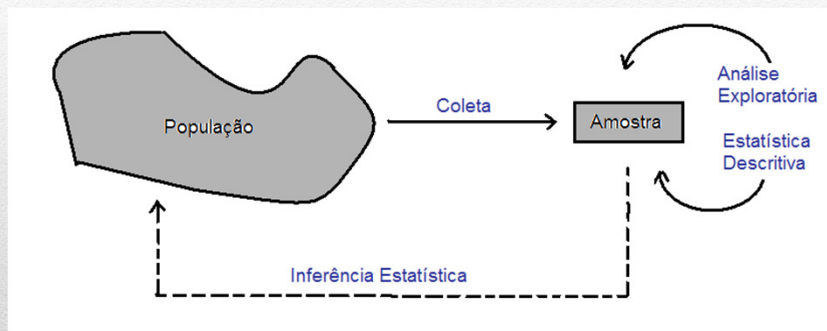 População
Coleta
Amostra
Análise
Exploratória
Estatística
Descritiva
Inferência Estatística